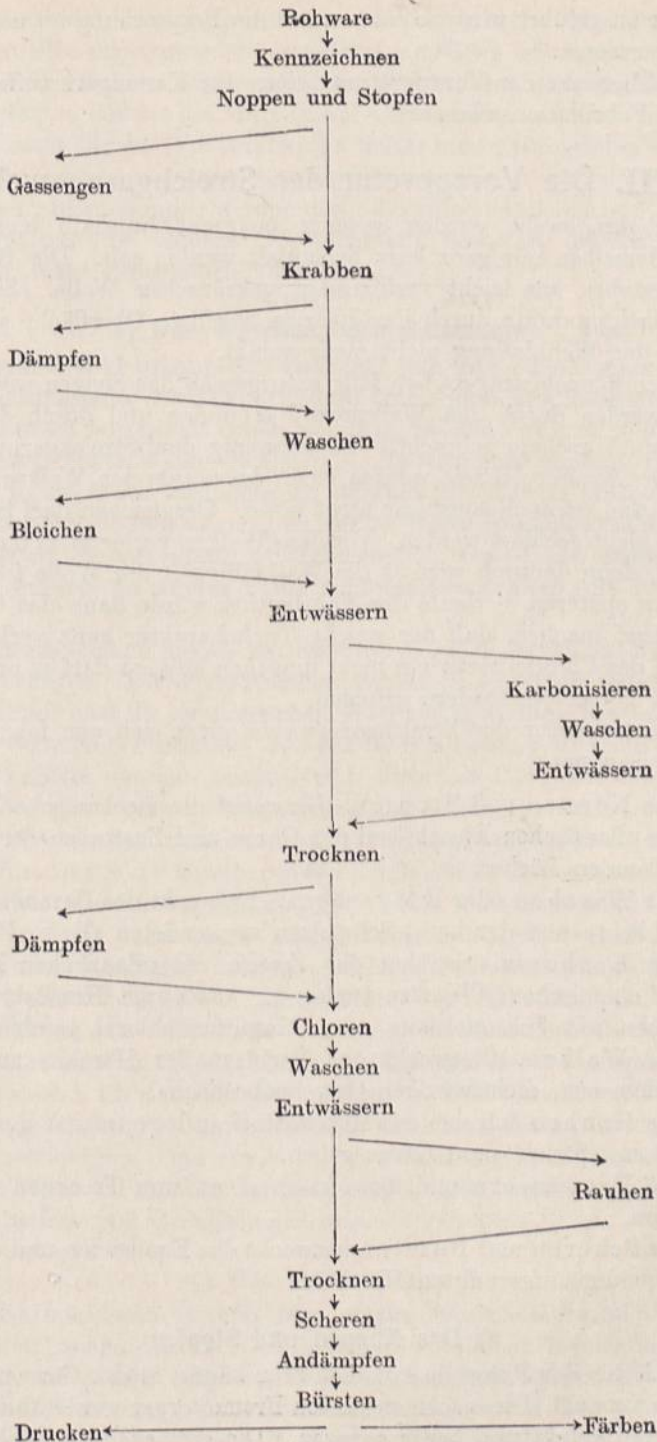 Rohware
Kennzeichnen
Noppen und Stopfen
Gassengen
Krabben
Dämpfen
Waschen
Bleichen
Entwässern
Karbonisieren
Waschen
Entwässern
Trocknen
Dämpfen
Chloren
Waschen
Entwässern
Rauhen
Trocknen
Scheren
Andämpfen
Bürsten
Drucken Färben